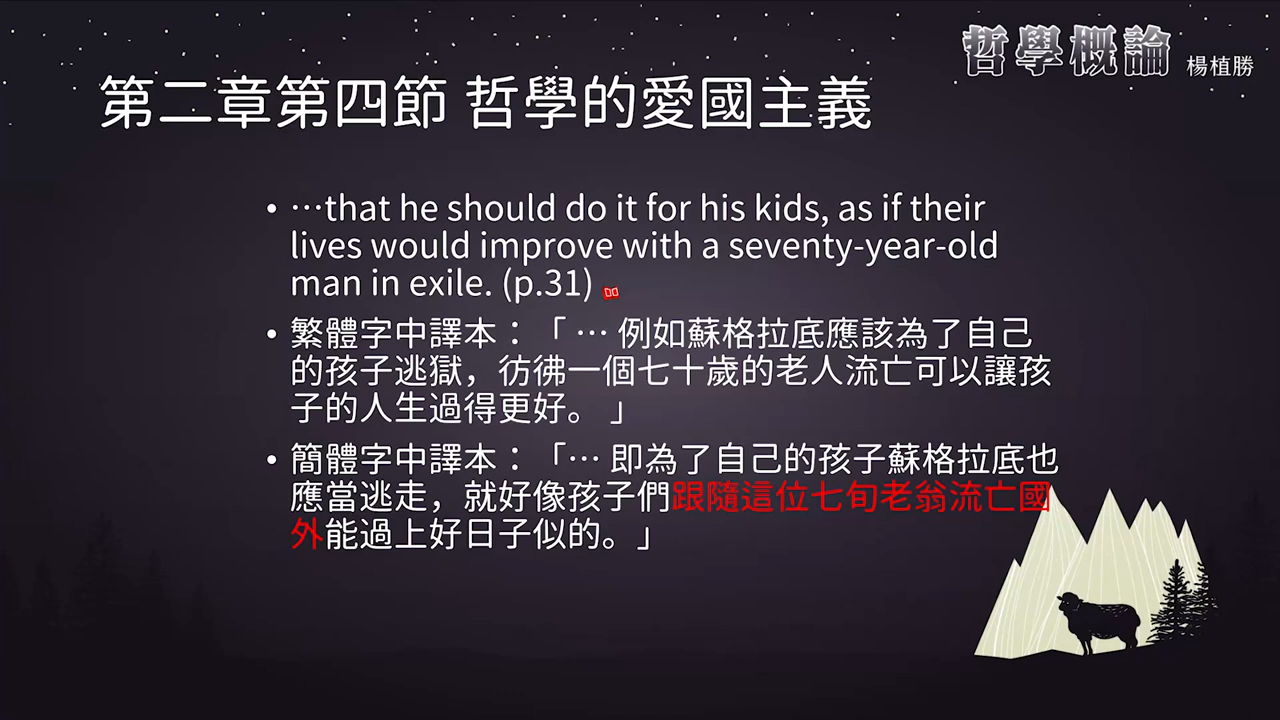 哲學概論 楊植勝
第二章第四節 哲學的愛國主義
• …that he should do it for his kids, as if their
lives would improve with a seventy-year-old
man in exile. (p.31)
• 繁體字中譯本：「 … 例如蘇格拉底應該為了自己
的孩子逃獄，彷彿一個七十歲的老人流亡可以讓孩
子的人生過得更好。 」
• 簡體字中譯本：「… 即為了自己的孩子蘇格拉底也
應當逃走，就好像孩子們跟隨這位七旬老翁流亡國
外能過上好日子似的。」